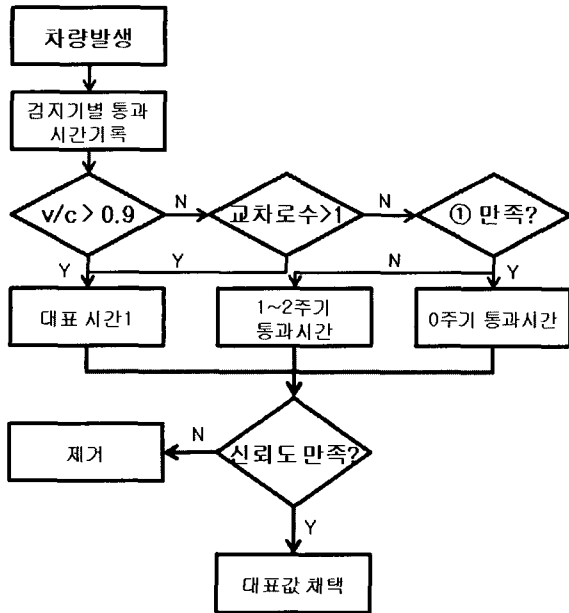 차량발생
검지기별 통과
시간기록
v/c > 0.9
N
교차로수>1
N
① 만족?
Y
Y
N
Y
대표 시간1
1~2주기
통과시간
0주기 통과시간
신뢰도 만족?
N
제거
Y
대표값 채택